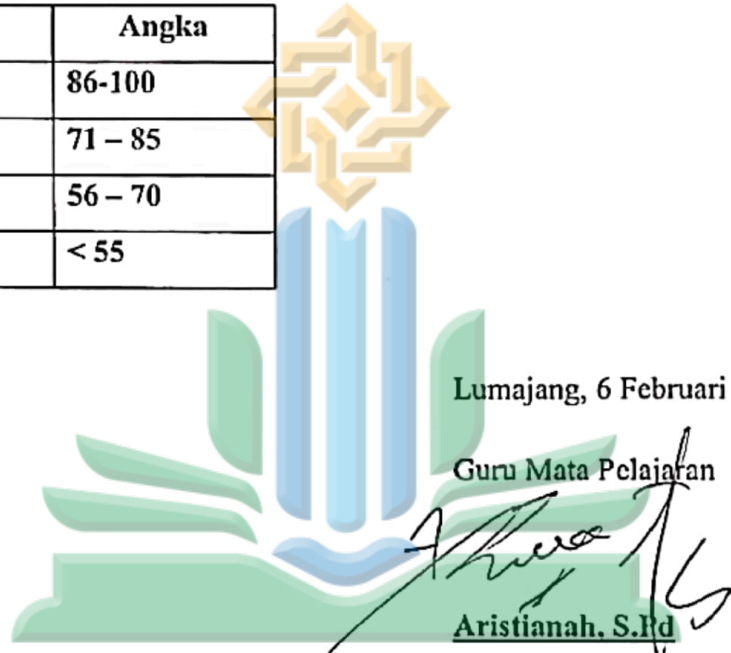 Angka
86-100
71 – 85
56 – 70
< 55
Lumajang, 6 Februari
Guru Mata Pelajaran
Aristianah, S.Pd